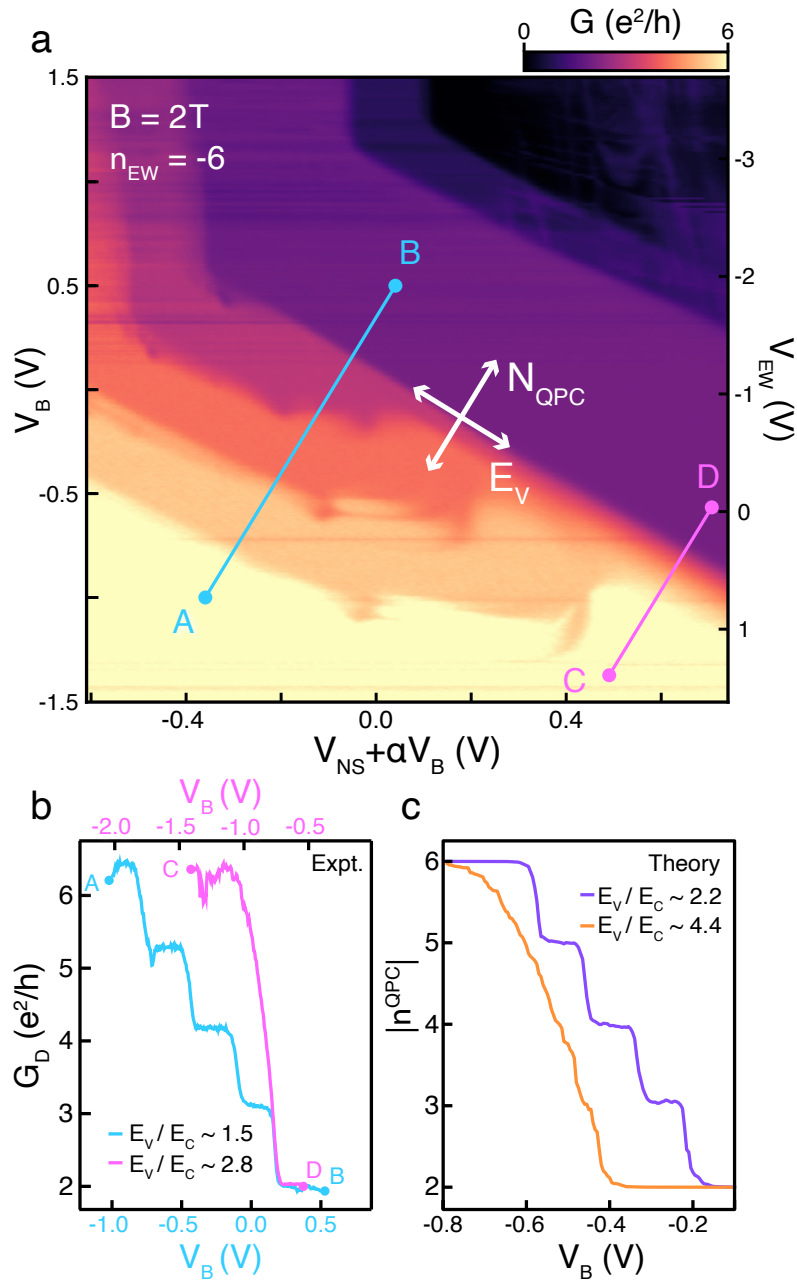 a
G (e²/h)
0
6
B = 2T
n_EW = -6
1.5
0.5
-0.5
-1.5
V_B (V)
-3
-2
-1
0
1
V_EW (V)
B
N_QPC
E_V
D
A
C
-0.4
0.0
0.4
V_NS+αV_B (V)
b
V_B (V)
-2.0
-1.5
-1.0
-0.5
Expt.
A
C
6
5
4
3
2
G_D (e²/h)
E_V / E_C ~ 1.5
E_V / E_C ~ 2.8
D
B
-1.0
-0.5
0.0
0.5
V_B (V)
c
Theory
E_V / E_C ~ 2.2
E_V / E_C ~ 4.4
6
5
4
3
2
|n^QPC|
-0.8
-0.6
-0.4
-0.2
V_B (V)